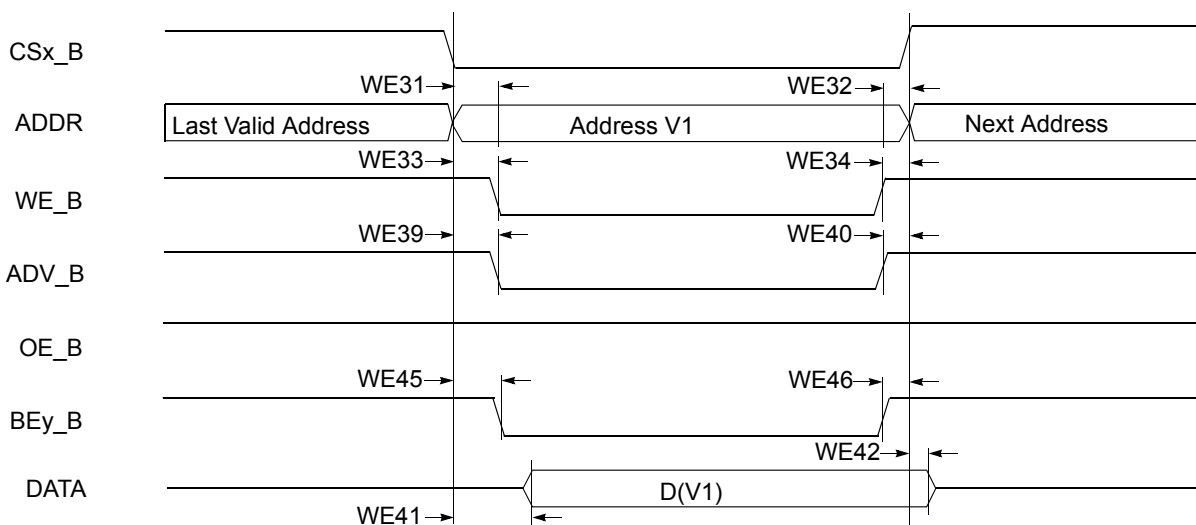 CSx_B
WE31
WE32
ADDR
Last Valid Address
Address V1
Next Address
WE33
WE34
WE_B
WE39
WE40
ADV_B
OE_B
WE45
WE46
BEy_B
WE42
DATA
D(V1)
WE41